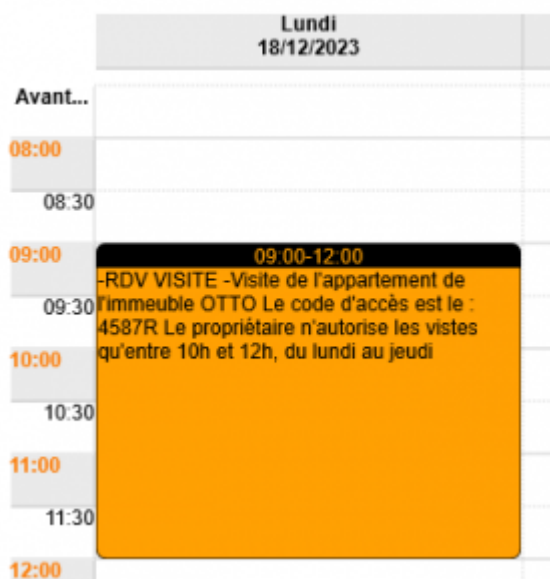 Lundi
18/12/2023
Avant...
08:00
08:30
09:00
09:00-12:00
-RDV VISITE -Visite de l'appartement de
09:30
l'immeuble OTTO Le code d'accès est le :
4587R Le propriétaire n'autorise les vistes
10:00
qu'entre 10h et 12h, du lundi au jeudi
10:30
11:00
11:30
12:00